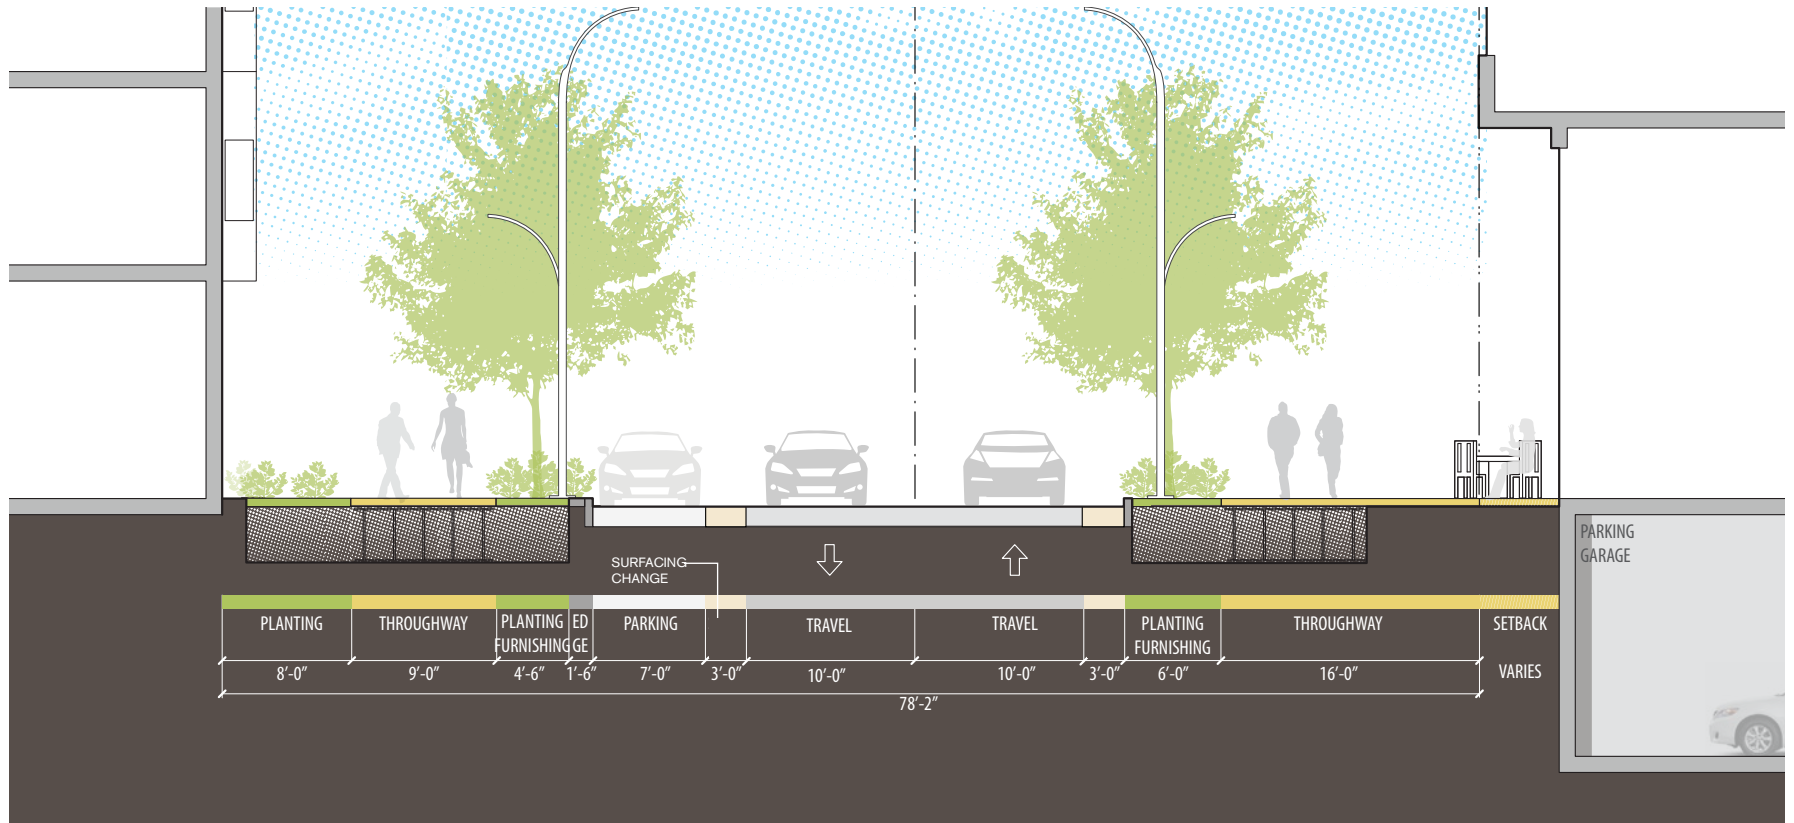 PARKING
GARAGE
SURFACING
CHANGE
PLANTING
THROUGHWAY
PLANTING
FURNISHING
ED
GE
PARKING
TRAVEL
TRAVEL
PLANTING
FURNISHING
THROUGHWAY
SETBACK
8'-0"
9'-0"
4'-6"
1'-6"
7'-0"
3'-0"
10'-0"
10'-0"
3'-0"
6'-0"
16'-0"
VARIES
78'-2"